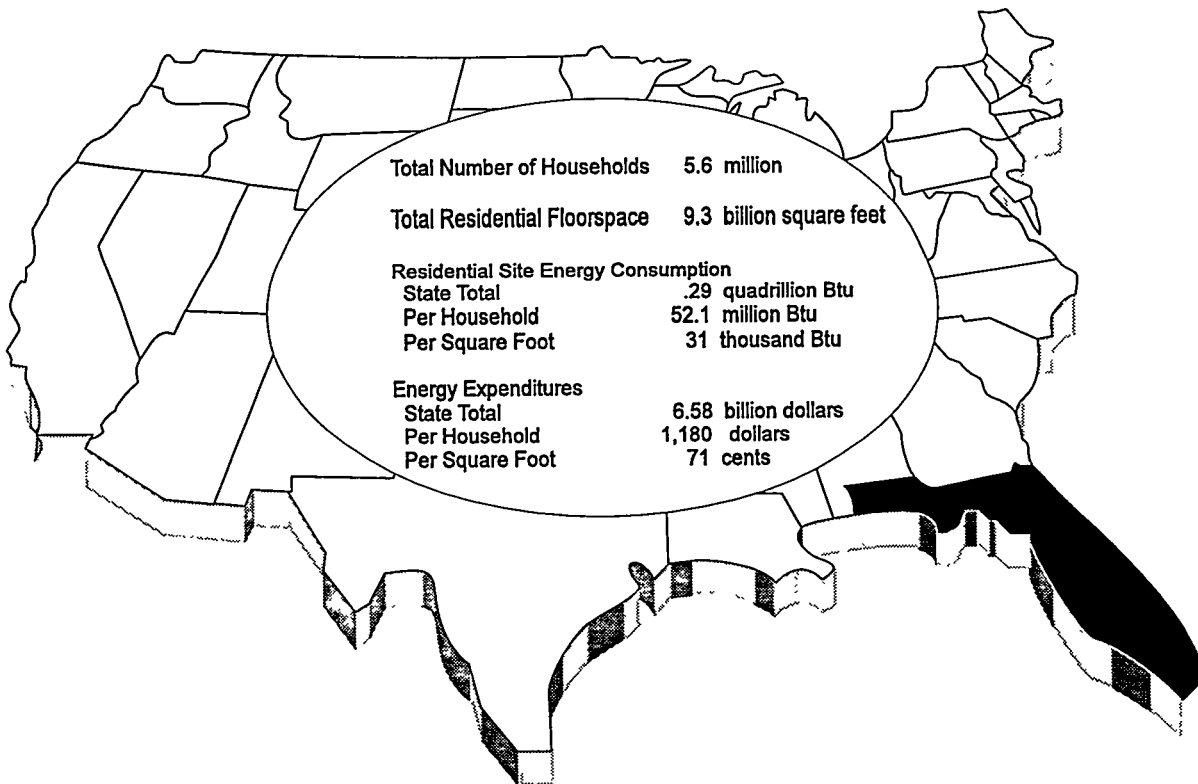 Total Number of Households 5.6 million
Total Residential Floorspace 9.3 billion square feet
Residential Site Energy Consumption
State Total .29 quadrillion Btu
Per Household 52.1 million Btu
Per Square Foot 31 thousand Btu
Energy Expenditures
State Total 6.58 billion dollars
Per Household 1,180 dollars
Per Square Foot 71 cents